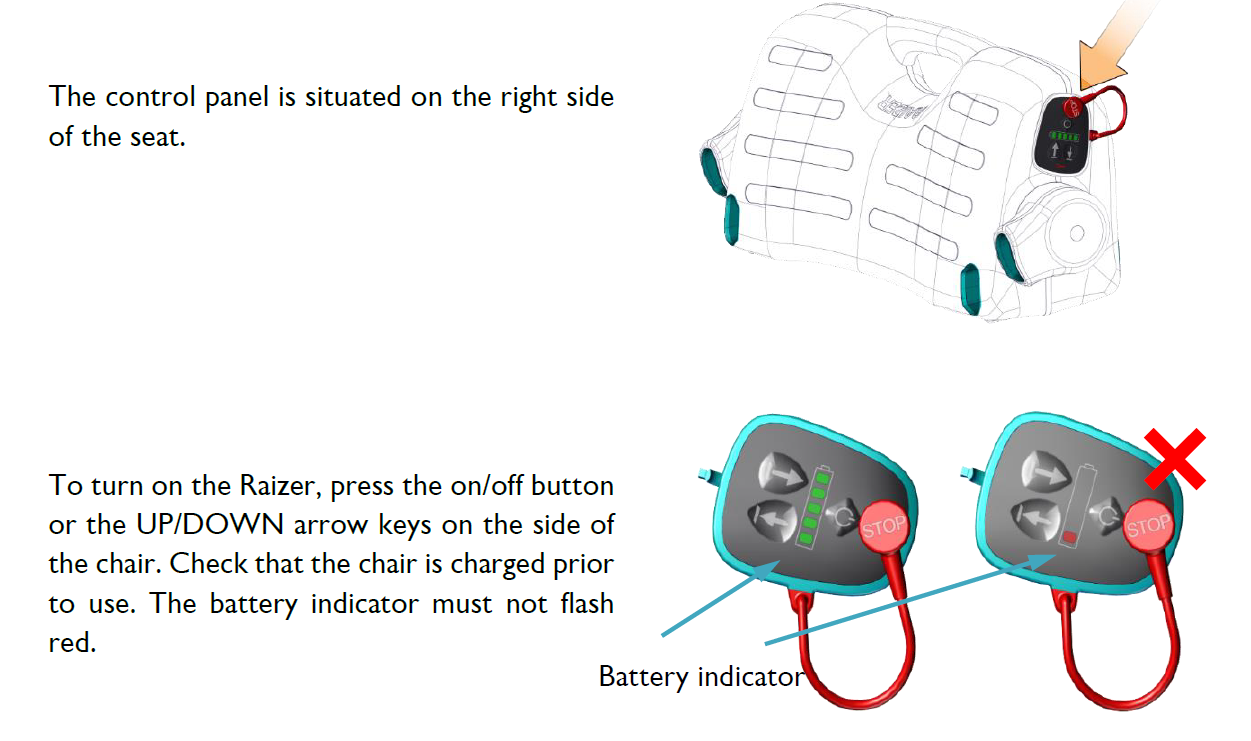 The control panel is situated on the right side
of the seat.
To turn on the Raizer, press the on/off button
or the UP/DOWN arrow keys on the side of
the chair. Check that the chair is charged prior
to use. The battery indicator must not flash
red.
STOP
STOP
Battery indicator